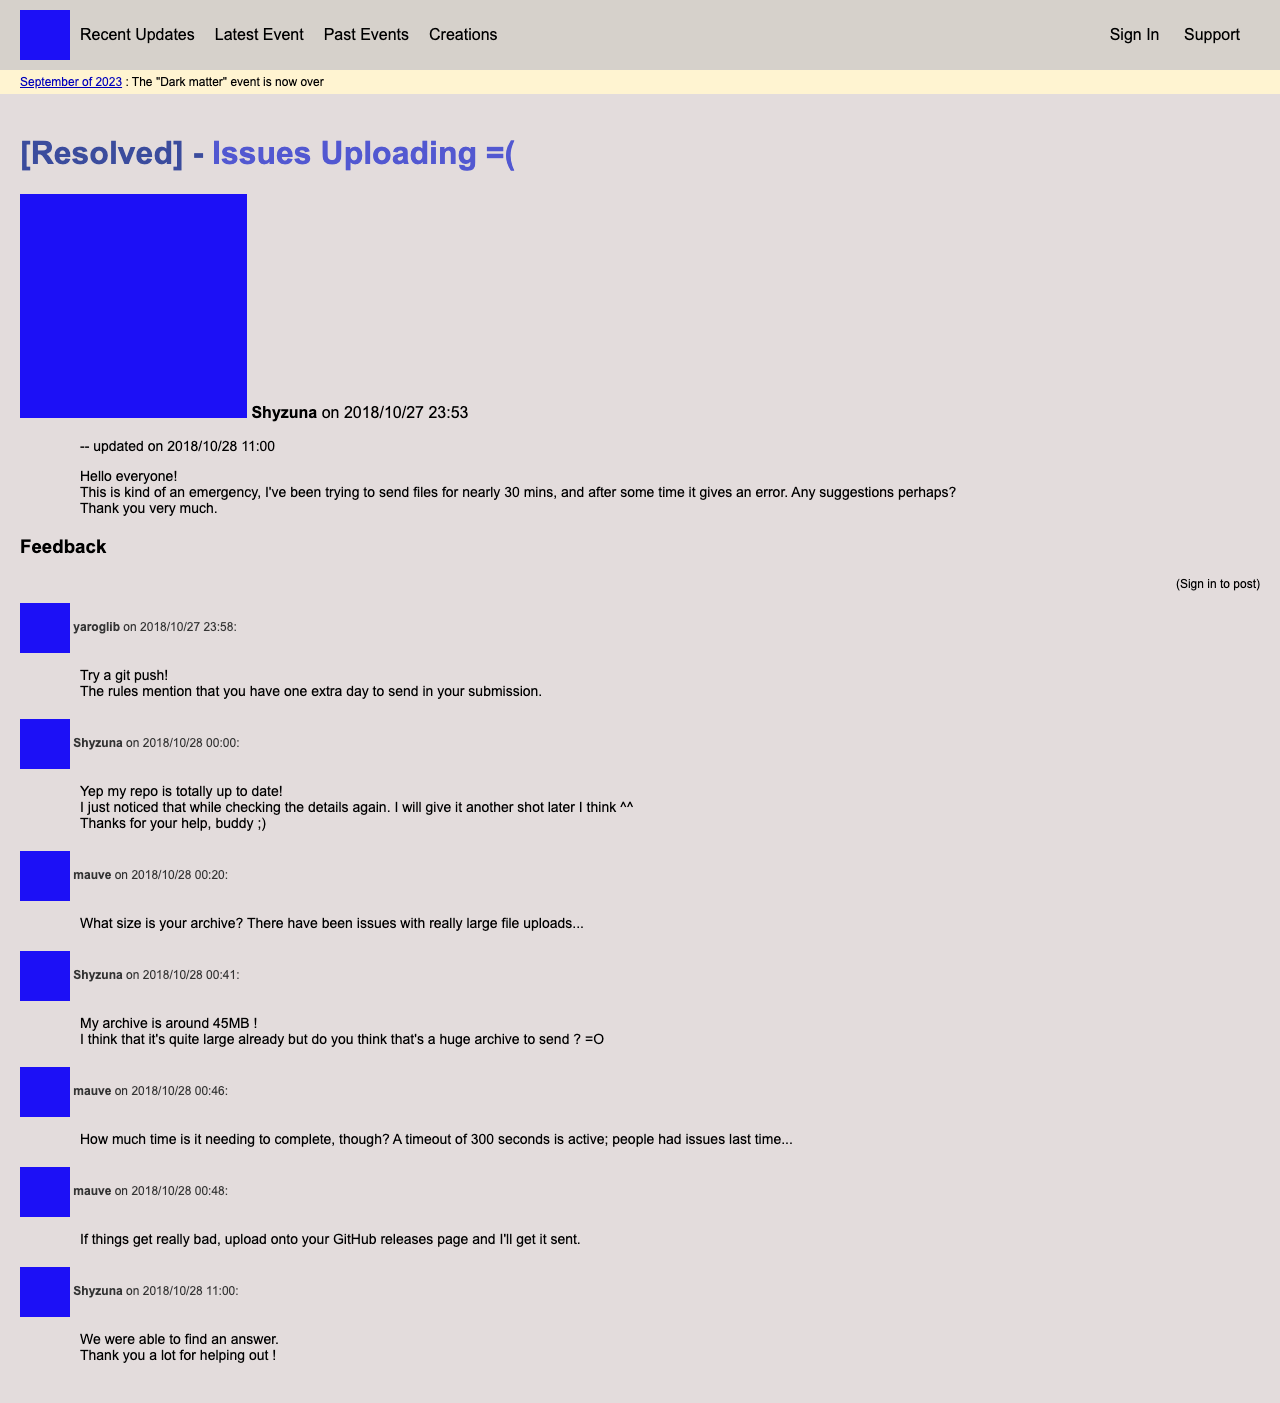 Recent Updates Latest Event Past Events Creations Sign In Support
September of 2023 : The "Dark matter" event is now over
[Resolved] - Issues Uploading =(
Shyzuna on 2018/10/27 23:53
-- updated on 2018/10/28 11:00
Hello everyone!
This is kind of an emergency, I've been trying to send files for nearly 30 mins, and after some time it gives an error. Any suggestions perhaps?
Thank you very much.
Feedback
(Sign in to post)
yaroglib on 2018/10/27 23:58:
Try a git push!
The rules mention that you have one extra day to send in your submission.
Shyzuna on 2018/10/28 00:00:
Yep my repo is totally up to date!
I just noticed that while checking the details again. I will give it another shot later I think ^^
Thanks for your help, buddy ;)
mauve on 2018/10/28 00:20:
What size is your archive? There have been issues with really large file uploads...
Shyzuna on 2018/10/28 00:41:
My archive is around 45MB !
I think that it's quite large already but do you think that's a huge archive to send ? =O
mauve on 2018/10/28 00:46:
How much time is it needing to complete, though? A timeout of 300 seconds is active; people had issues last time...
mauve on 2018/10/28 00:48:
If things get really bad, upload onto your GitHub releases page and I'll get it sent.
Shyzuna on 2018/10/28 11:00:
We were able to find an answer.
Thank you a lot for helping out !